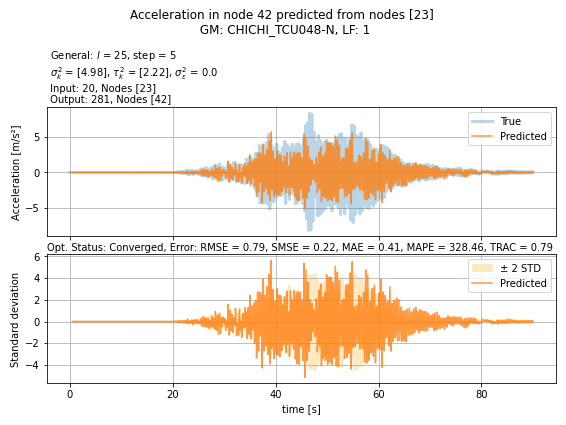 Acceleration in node 42 predicted from nodes [23]
GM: CHICHI_TCU048-N, LF: 1
General: l = 25, step = 5
σ²ₖ = [4.98], τ²ₖ = [2.22], σ²ε = 0.0
Input: 20, Nodes [23]
Output: 281, Nodes [42]
True
Predicted
Acceleration [m/s²]
5
0
−5
Opt. Status: Converged, Error: RMSE = 0.79, SMSE = 0.22, MAE = 0.41, MAPE = 328.46, TRAC = 0.79
± 2 STD
Predicted
Standard deviation
6
4
2
0
−2
−4
0 20 40 60 80
time [s]